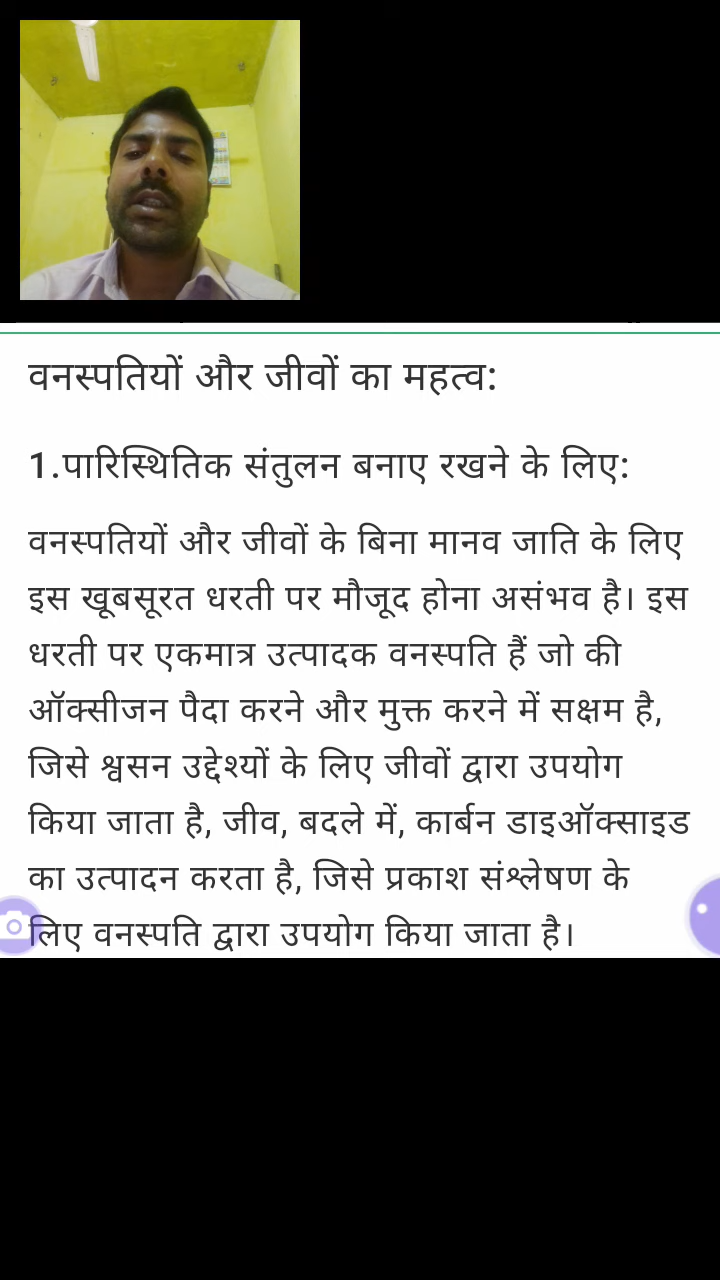 वनस्पतियों और जीवों का महत्व:
1.पारिस्थितिक संतुलन बनाए रखने के लिए:
वनस्पतियों और जीवों के बिना मानव जाति के लिए
इस खूबसूरत धरती पर मौजूद होना असंभव है। इस
धरती पर एकमात्र उत्पादक वनस्पति हैं जो की
ऑक्सीजन पैदा करने और मुक्त करने में सक्षम है,
जिसे श्वसन उद्देश्यों के लिए जीवों द्वारा उपयोग
किया जाता है, जीव, बदले में, कार्बन डाइऑक्साइड
का उत्पादन करता है, जिसे प्रकाश संश्लेषण के
लिए वनस्पति द्वारा उपयोग किया जाता है।